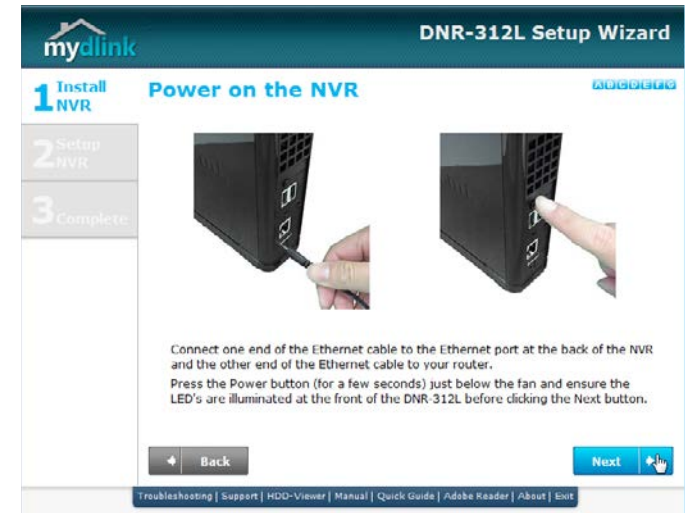 mydlink
DNR-312L Setup Wizard
1 Install
NVR
Power on the NVR
A B C D E F G
2 Setup
NVR
3 Complete
Connect one end of the Ethernet cable to the Ethernet port at the back of the NVR
and the other end of the Ethernet cable to your router.
Press the Power button (for a few seconds) just below the fan and ensure the
LED's are illuminated at the front of the DNR-312L before clicking the Next button.
Back
Next
Troubleshooting | Support | HDD-Viewer | Manual | Quick Guide | Adobe Reader | About | Exit